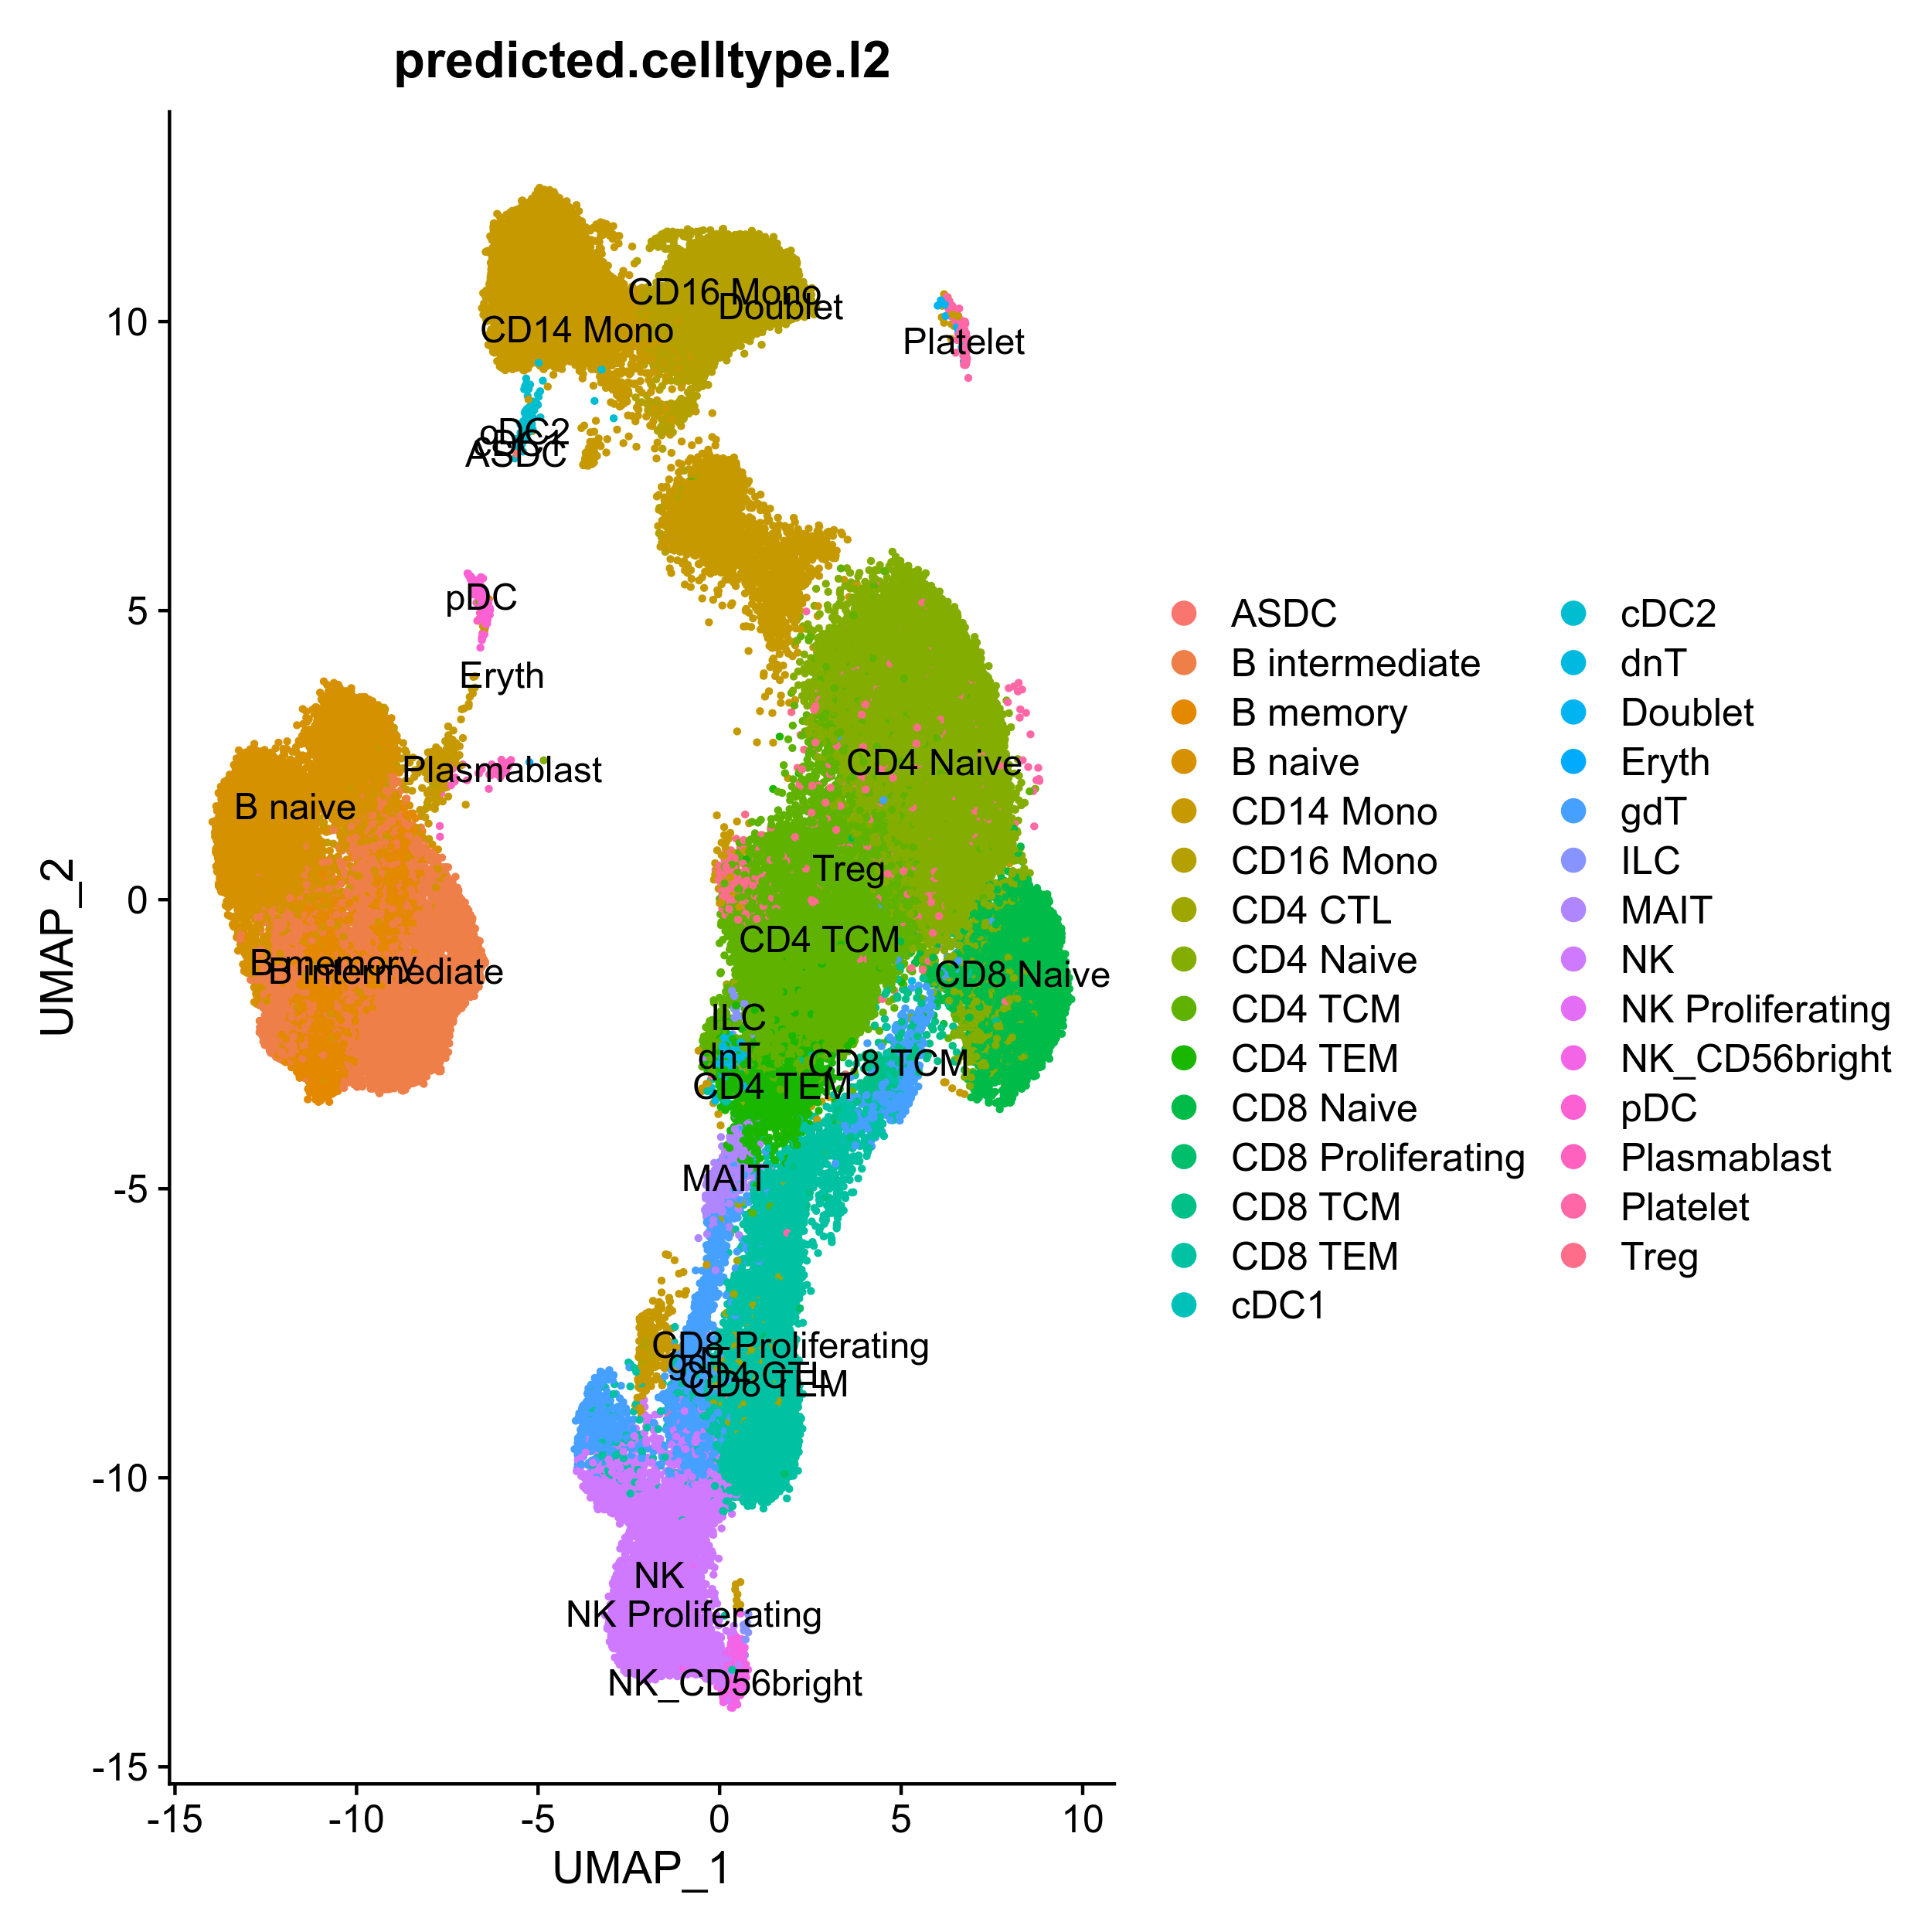 predicted.celltype.l2
UMAP_2
10
5
0
-5
-10
-15
CD16 Mono
Doublet
CD14 Mono
Platelet
cDC2
cDC1
ASDC
pDC
Eryth
CD4 Naive
Plasmablast
B naive
Treg
CD4 TCM
B memory
B intermediate
CD8 Naive
ILC
dnT
CD8 TCM
CD4 TEM
MAIT
CD8 Proliferating
gdT
CD4 CTL
CD8 TEM
NK
NK Proliferating
NK_CD56bright
-15 -10 -5 0 5 10
UMAP_1
ASDC
B intermediate
B memory
B naive
CD14 Mono
CD16 Mono
CD4 CTL
CD4 Naive
CD4 TCM
CD4 TEM
CD8 Naive
CD8 Proliferating
CD8 TCM
CD8 TEM
cDC1
cDC2
dnT
Doublet
Eryth
gdT
ILC
MAIT
NK
NK Proliferating
NK_CD56bright
pDC
Plasmablast
Platelet
Treg